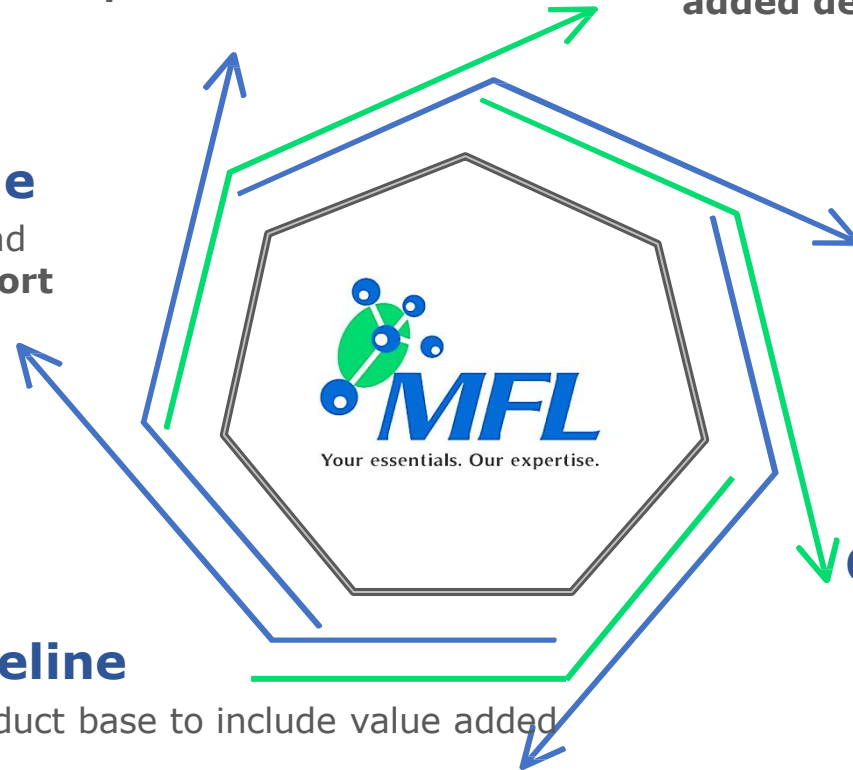 added de
e
nd
ort
MFL
Your essentials. Our expertise.
eline
duct base to include value added